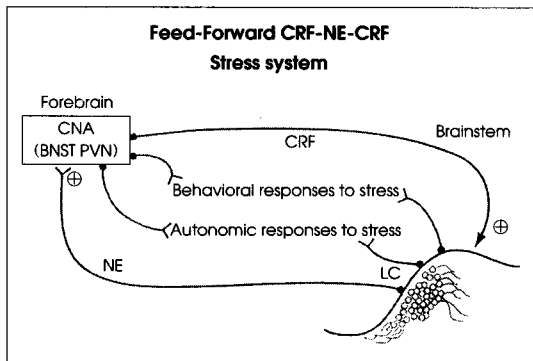 Feed-Forward CRF-NE-CRF
Stress system
Forebrain
CNA
(BNST PVN)
Brainstem
CRF
⊕
Behavioral responses to stress
Autonomic responses to stress
⊕
NE
LC